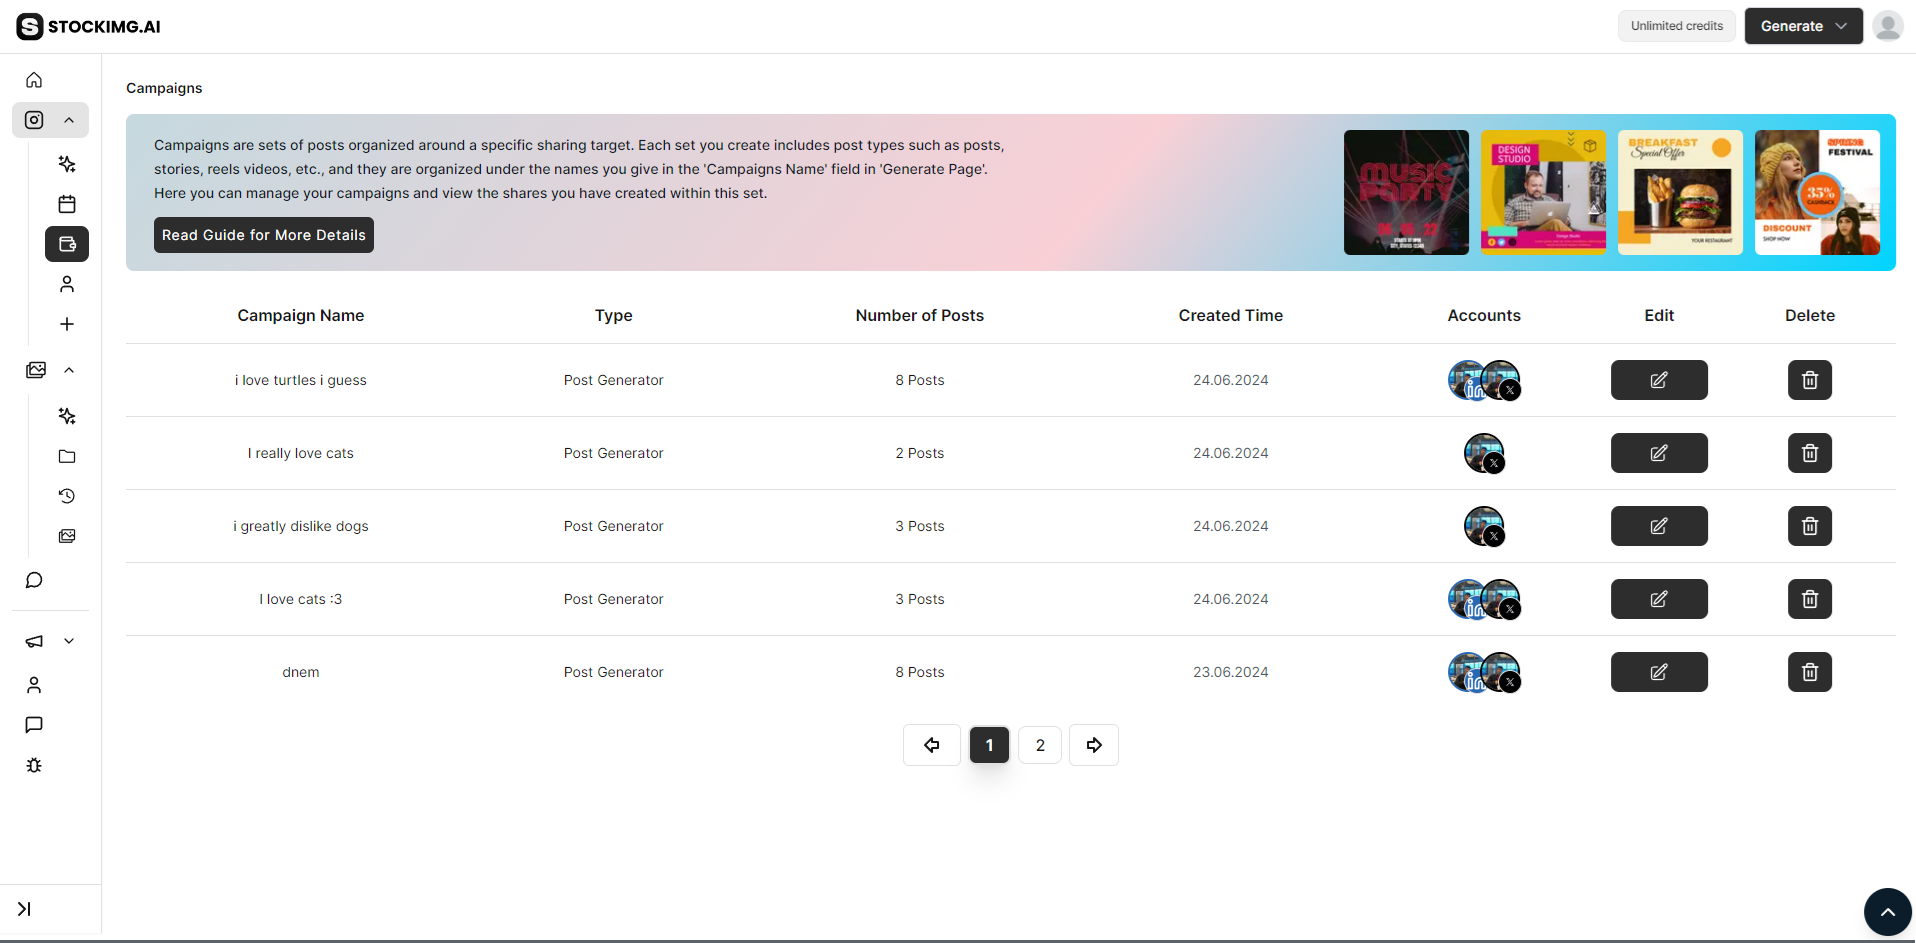 STOCKIMG.AI
Unlimited credits
Generate
Campaigns
Campaigns are sets of posts organized around a specific sharing target. Each set you create includes post types such as posts,
stories, reels videos, etc., and they are organized under the names you give in the 'Campaigns Name' field in 'Generate Page'.
Here you can manage your campaigns and view the shares you have created within this set.
Read Guide for More Details
MUSIC
PARTY
DESIGN
STUDIO
BREAKFAST
Special Offer
YOUR RESTAURANT
SPRING
FESTIVAL
35%
CASHBACK
DISCOUNT
SHOP NOW
Campaign Name Type Number of Posts Created Time Accounts Edit Delete
i love turtles i guess Post Generator 8 Posts 24.06.2024
I really love cats Post Generator 2 Posts 24.06.2024
i greatly dislike dogs Post Generator 3 Posts 24.06.2024
I love cats :3 Post Generator 3 Posts 24.06.2024
dnem Post Generator 8 Posts 23.06.2024
1 2